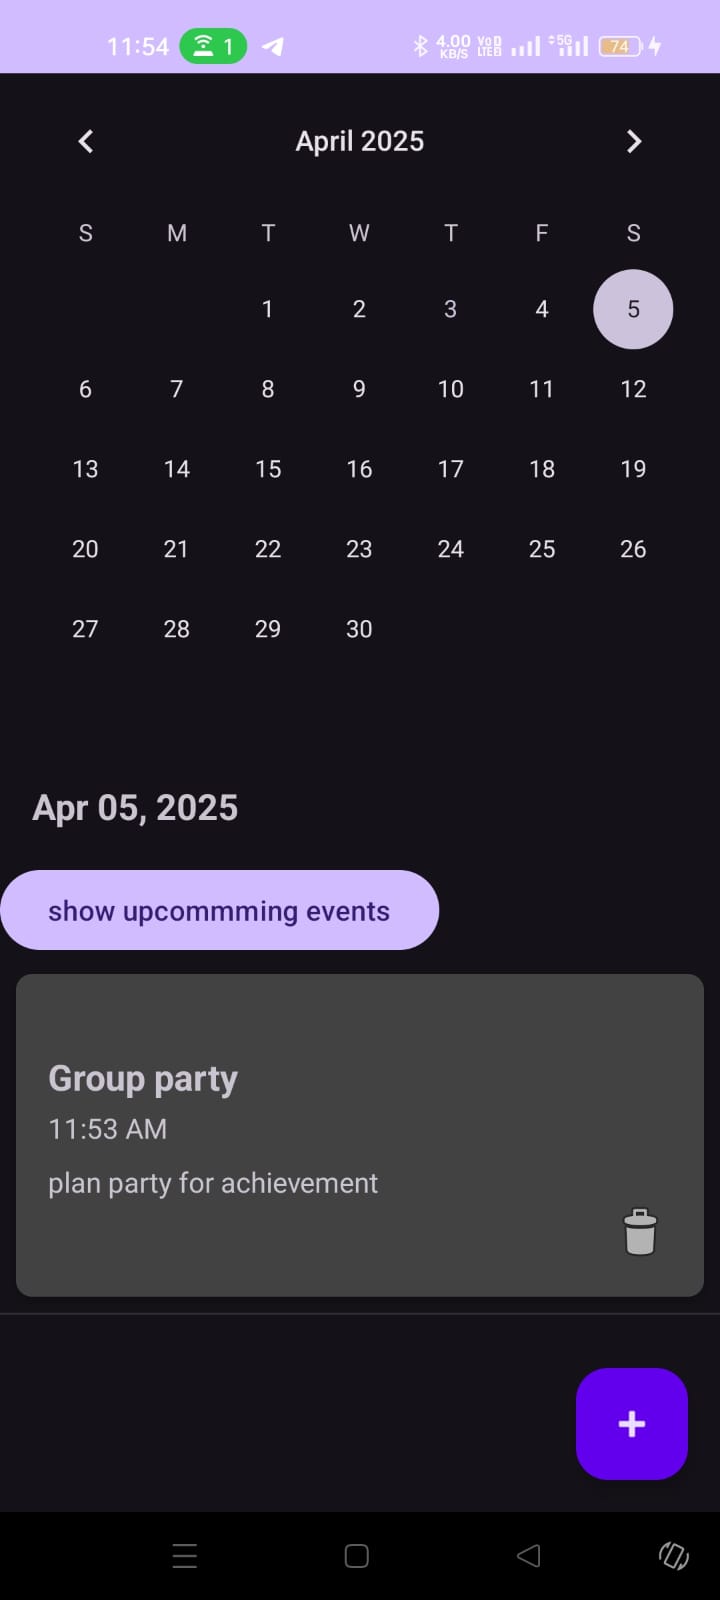 11:54 1 4.00 KB/S VoD LTEB 5G 74
April 2025
S M T W T F S
1 2 3 4 5
6 7 8 9 10 11 12
13 14 15 16 17 18 19
20 21 22 23 24 25 26
27 28 29 30
Apr 05, 2025
show upcommming events
Group party
11:53 AM
plan party for achievement
+